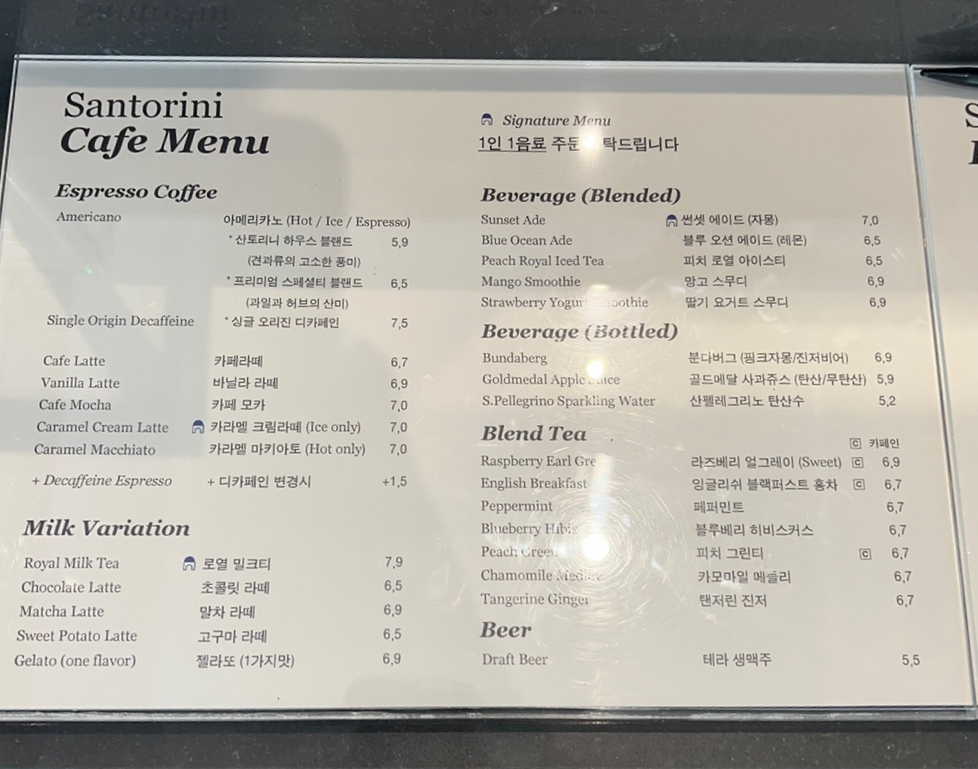 Santorini
Cafe Menu
Espresso Coffee
Americano 아메리카노 (Hot / Ice / Espresso)
* 산토리니 하우스 블랜드 5,9
(견과류의 고소한 풍미)
* 프리미엄 스페셜티 블랜드 6,5
(과일과 허브의 산미)
Single Origin Decaffeine * 싱글 오리진 디카페인 7,5
Cafe Latte 카페라떼 6,7
Vanilla Latte 바닐라 라떼 6,9
Cafe Mocha 카페 모카 7,0
Caramel Cream Latte 카라멜 크림라떼 (Ice only) 7,0
Caramel Macchiato 카라멜 마키아토 (Hot only) 7,0
+ Decaffeine Espresso + 디카페인 변경시 +1,5
Milk Variation
Royal Milk Tea 로열 밀크티 7,9
Chocolate Latte 초콜릿 라떼 6,5
Matcha Latte 말차 라떼 6,9
Sweet Potato Latte 고구마 라떼 6,5
Gelato (one flavor) 젤라또 (1가지맛) 6,9
Signature Menu
1인 1음료 주문 탁드립니다
Beverage (Blended)
Sunset Ade 썬셋 에이드 (자몽) 7,0
Blue Ocean Ade 블루 오션 에이드 (레몬) 6,5
Peach Royal Iced Tea 피치 로열 아이스티 6,5
Mango Smoothie 망고 스무디 6,9
Strawberry Yogurt Smoothie 딸기 요거트 스무디 6,9
Beverage (Bottled)
Bundaberg 분다버그 (핑크자몽/진저비어) 6,9
Goldmedal Apple Juice 골드메달 사과쥬스 (탄산/무탄산) 5,9
S.Pellegrino Sparkling Water 산펠레그리노 탄산수 5,2
Blend Tea
C 카페인
Raspberry Earl Grey 라즈베리 얼그레이 (Sweet) C 6,9
English Breakfast 잉글리쉬 블랙퍼스트 홍차 C 6,7
Peppermint 페퍼민트 6,7
Blueberry 블루베리 히비스커스 6,7
Peach Green 피치 그린티 C 6,7
Chamomile Medley 카모마일 메들리 6,7
Tangerine Ginger 탠저린 진저 6,7
Beer
Draft Beer 테라 생맥주 5,5